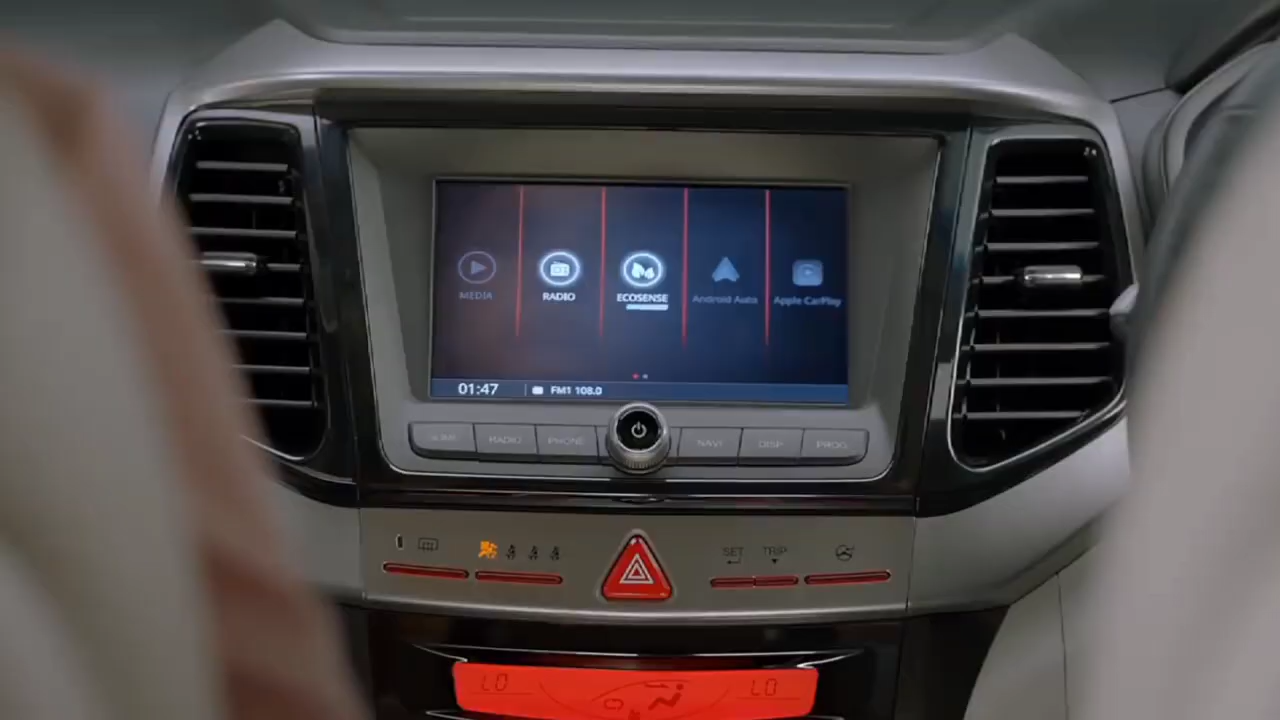 MEDIA
RADIO
ECOSENSE
Android Auto
Apple CarPlay
01:47
FM1 108.0
HOME
RADIO
PHONE
NAVI
DISP
PROG
SET
TRIP
LO
LO